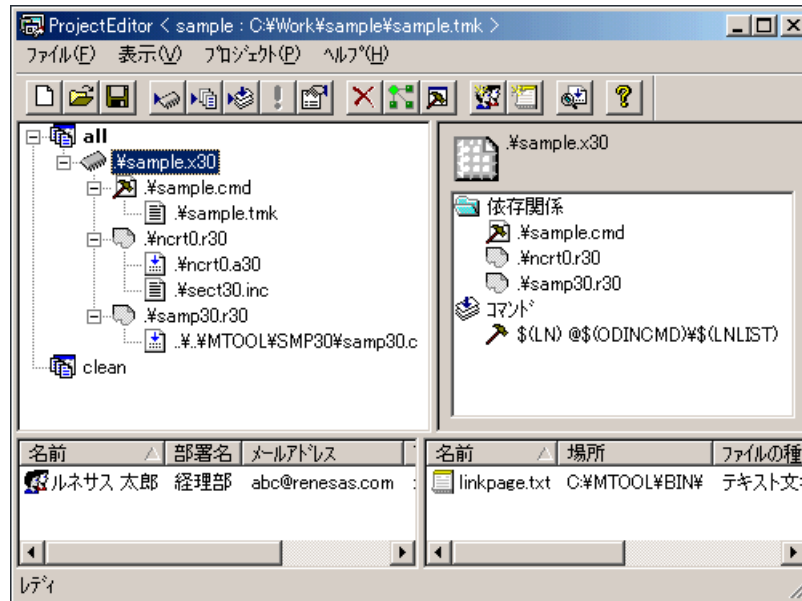 ProjectEditor < sample : C:¥Work¥sample¥sample.tmk >
ファイル(F) 表示(V) プロジェクト(P) ヘルプ(H)
all
.¥sample.x30
.¥sample.cmd
.¥sample.tmk
.¥ncrt0.r30
.¥ncrt0.a30
.¥sect30.inc
.¥samp30.r30
..¥..¥MTOOL¥SMP30¥samp30.c
clean
.¥sample.x30
依存関係
.¥sample.cmd
.¥ncrt0.r30
.¥samp30.r30
コマンド
$(LN) @$(ODINCMD)¥$(LNLIST)
名前 部署名 メールアドレス
ルネサス 太郎 経理部 abc@renesas.com
名前 場所 ファイルの種
linkpage.txt C:¥MTOOL¥BIN¥ テキスト文
レディ